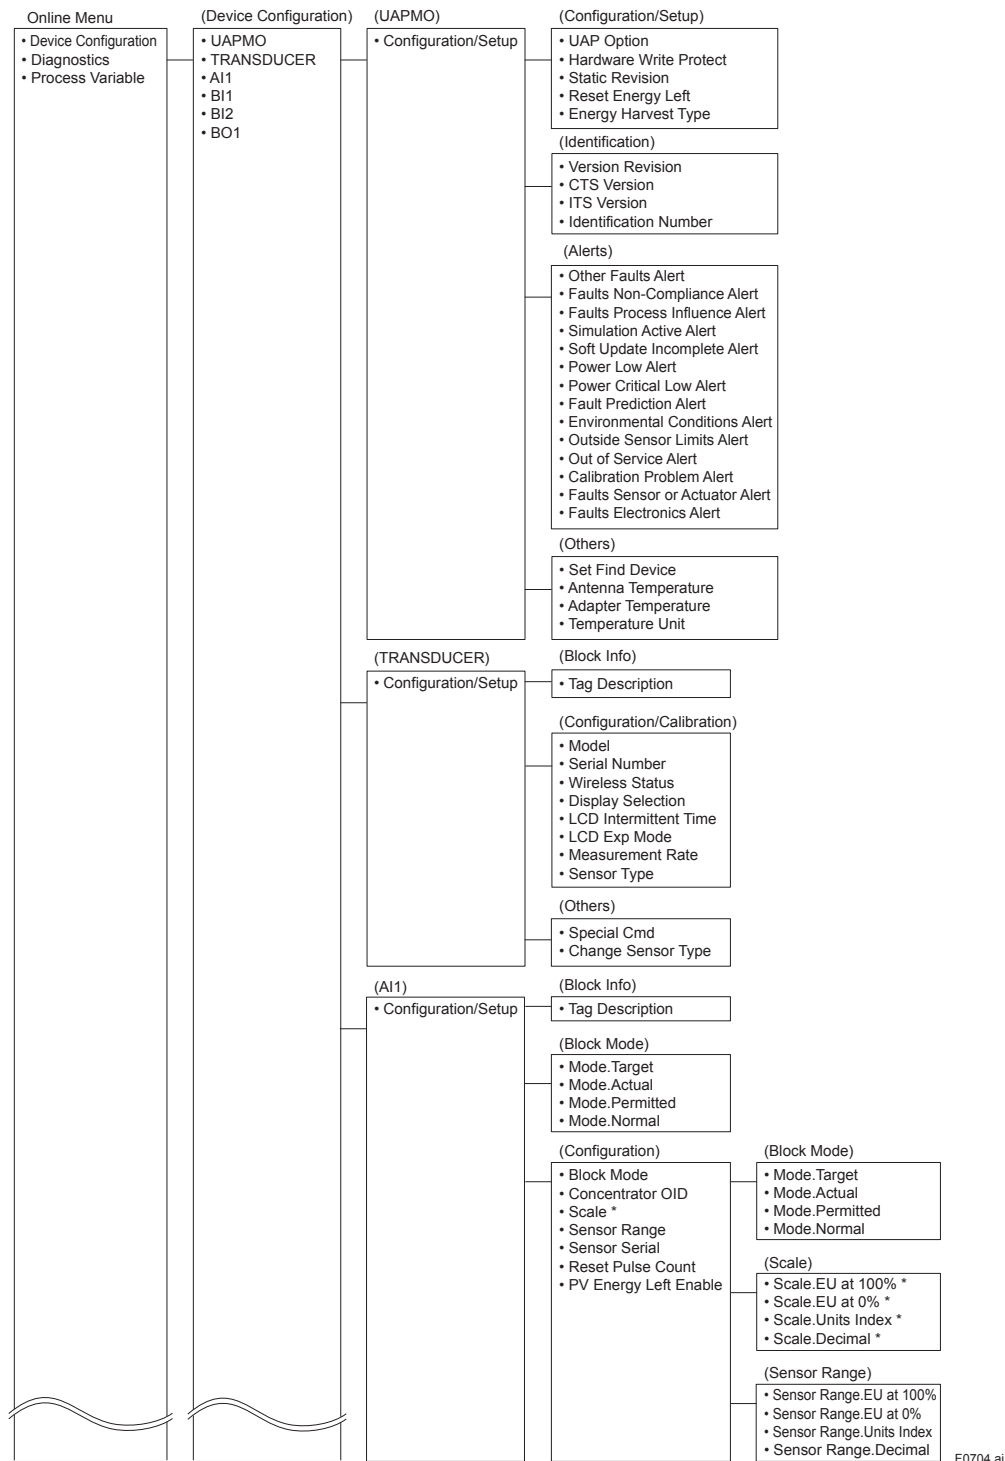 Online Menu
• Device Configuration
• Diagnostics
• Process Variable
(Device Configuration)
• UAPMO
• TRANSDUCER
• AI1
• BI1
• BI2
• BO1
(UAPMO)
• Configuration/Setup
(Configuration/Setup)
• UAP Option
• Hardware Write Protect
• Static Revision
• Reset Energy Left
• Energy Harvest Type
(Identification)
• Version Revision
• CTS Version
• ITS Version
• Identification Number
(Alerts)
• Other Faults Alert
• Faults Non-Compliance Alert
• Faults Process Influence Alert
• Simulation Active Alert
• Soft Update Incomplete Alert
• Power Low Alert
• Power Critical Low Alert
• Fault Prediction Alert
• Environmental Conditions Alert
• Outside Sensor Limits Alert
• Out of Service Alert
• Calibration Problem Alert
• Faults Sensor or Actuator Alert
• Faults Electronics Alert
(Others)
• Set Find Device
• Antenna Temperature
• Adapter Temperature
• Temperature Unit
(TRANSDUCER)
• Configuration/Setup
(Block Info)
• Tag Description
(Configuration/Calibration)
• Model
• Serial Number
• Wireless Status
• Display Selection
• LCD Intermittent Time
• LCD Exp Mode
• Measurement Rate
• Sensor Type
(Others)
• Special Cmd
• Change Sensor Type
(AI1)
• Configuration/Setup
(Block Info)
• Tag Description
(Block Mode)
• Mode.Target
• Mode.Actual
• Mode.Permitted
• Mode.Normal
(Configuration)
• Block Mode
• Concentrator OID
• Scale *
• Sensor Range
• Sensor Serial
• Reset Pulse Count
• PV Energy Left Enable
(Block Mode)
• Mode.Target
• Mode.Actual
• Mode.Permitted
• Mode.Normal
(Scale)
• Scale.EU at 100% *
• Scale.EU at 0% *
• Scale.Units Index *
• Scale.Decimal *
(Sensor Range)
• Sensor Range.EU at 100%
• Sensor Range.EU at 0%
• Sensor Range.Units Index
• Sensor Range.Decimal
F0704.ai